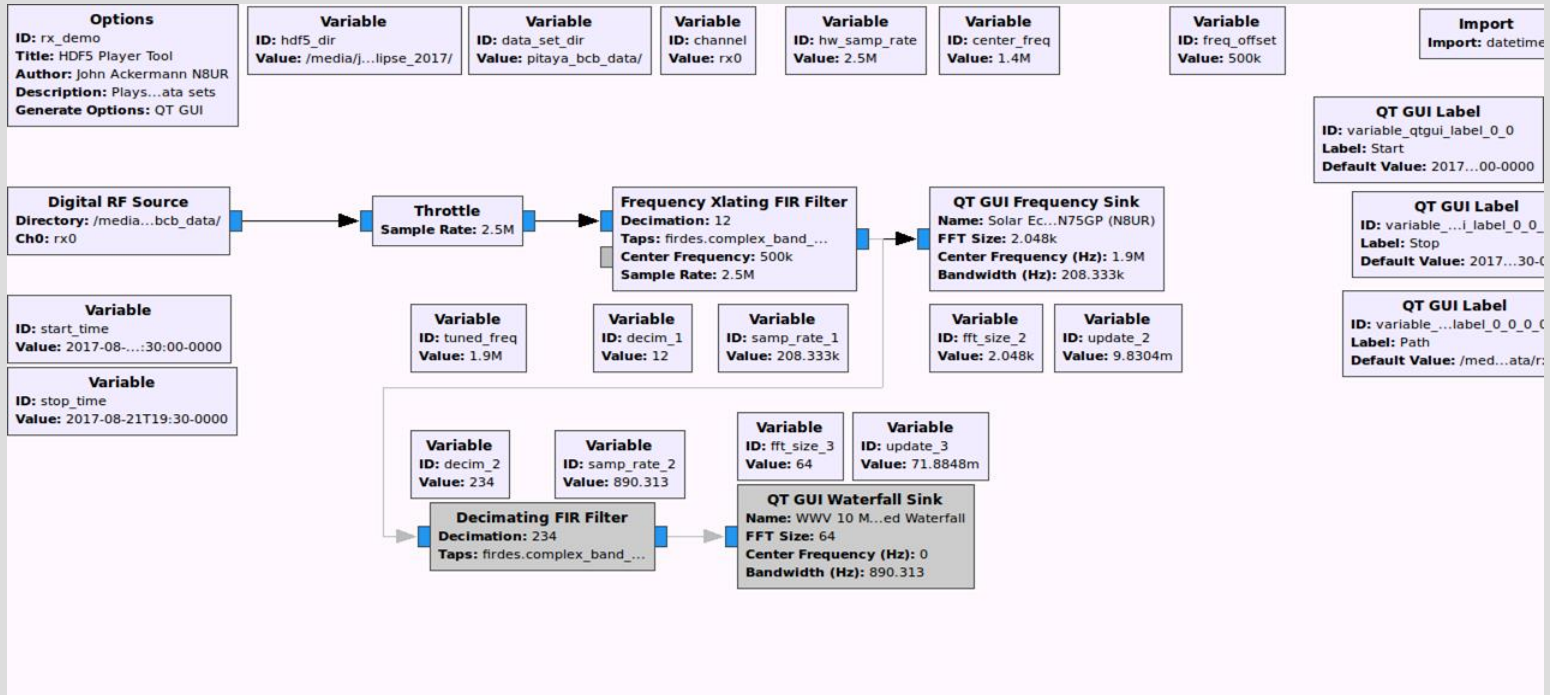 Options
ID: rx_demo
Title: HDF5 Player Tool
Author: John Ackermann N8UR
Description: Plays...ata sets
Generate Options: QT GUI
Variable
ID: hdf5_dir
Value: /media/j...lipse_2017/
Variable
ID: data_set_dir
Value: pitaya_bcb_data/
Variable
ID: channel
Value: rx0
Variable
ID: hw_samp_rate
Value: 2.5M
Variable
ID: center_freq
Value: 1.4M
Variable
ID: freq_offset
Value: 500k
Import
Import: datetime
QT GUI Label
ID: variable_qtgui_label_0_0
Label: Start
Default Value: 2017...00-0000
Digital RF Source
Directory: /media...bcb_data/
Ch0: rx0
Throttle
Sample Rate: 2.5M
Frequency Xlating FIR Filter
Decimation: 12
Taps: firdes.complex_band_...
Center Frequency: 500k
Sample Rate: 2.5M
QT GUI Frequency Sink
Name: Solar Ec...N75GP (N8UR)
FFT Size: 2.048k
Center Frequency (Hz): 1.9M
Bandwidth (Hz): 208.333k
QT GUI Label
ID: variable_...i_label_0_0_
Label: Stop
Default Value: 2017...30-0
Variable
ID: start_time
Value: 2017-08-...:30:00-0000
Variable
ID: tuned_freq
Value: 1.9M
Variable
ID: decim_1
Value: 12
Variable
ID: samp_rate_1
Value: 208.333k
Variable
ID: fft_size_2
Value: 2.048k
Variable
ID: update_2
Value: 9.8304m
QT GUI Label
ID: variable_...label_0_0_0_0
Label: Path
Default Value: /med...ata/r
Variable
ID: stop_time
Value: 2017-08-21T19:30-0000
Variable
ID: decim_2
Value: 234
Variable
ID: samp_rate_2
Value: 890.313
Variable
ID: fft_size_3
Value: 64
Variable
ID: update_3
Value: 71.8848m
Decimating FIR Filter
Decimation: 234
Taps: firdes.complex_band_...
QT GUI Waterfall Sink
Name: WWV 10 M...ed Waterfall
FFT Size: 64
Center Frequency (Hz): 0
Bandwidth (Hz): 890.313